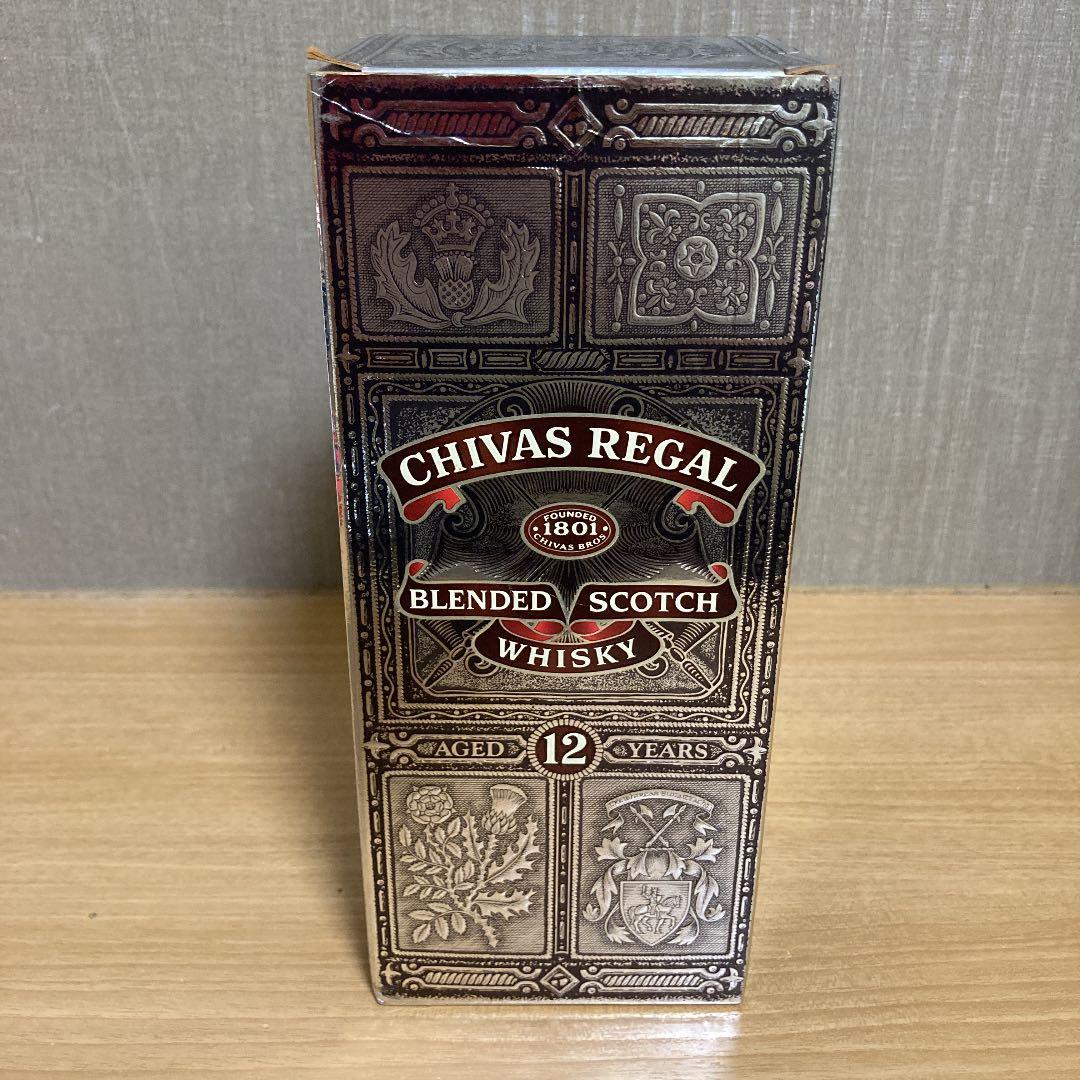 CHIVAS REGAL
FOUNDED
1801
CHIVAS BROS
BLENDED SCOTCH
WHISKY
AGED 12 YEARS